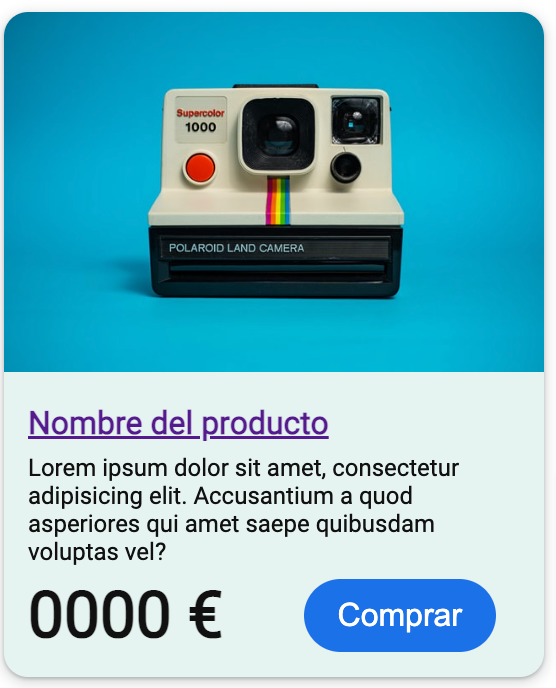 Supercolor
1000
POLAROID LAND CAMERA
Nombre del producto
Lorem ipsum dolor sit amet, consectetur
adipisicing elit. Accusantium a quod
asperiores qui amet saepe quibusdam
voluptas vel?
0000 €
Comprar